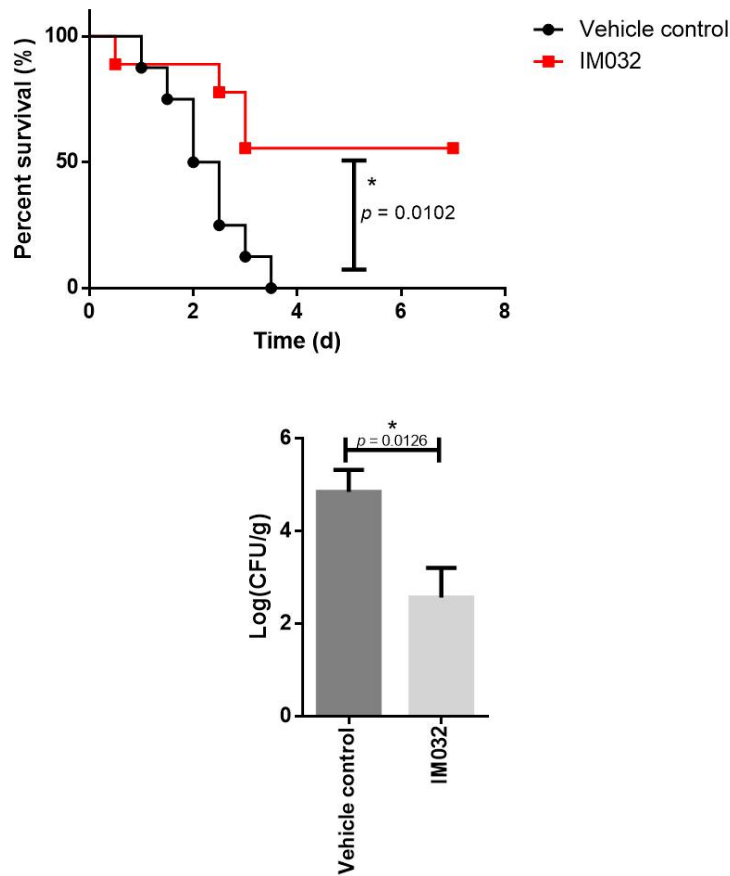 Vehicle control
IM032
Percent survival (%)
100
50
0
*
p = 0.0102
0 2 4 6 8
Time (d)
Log(CFU/g)
6
4
2
0
*
p = 0.0126
Vehicle control
IM032